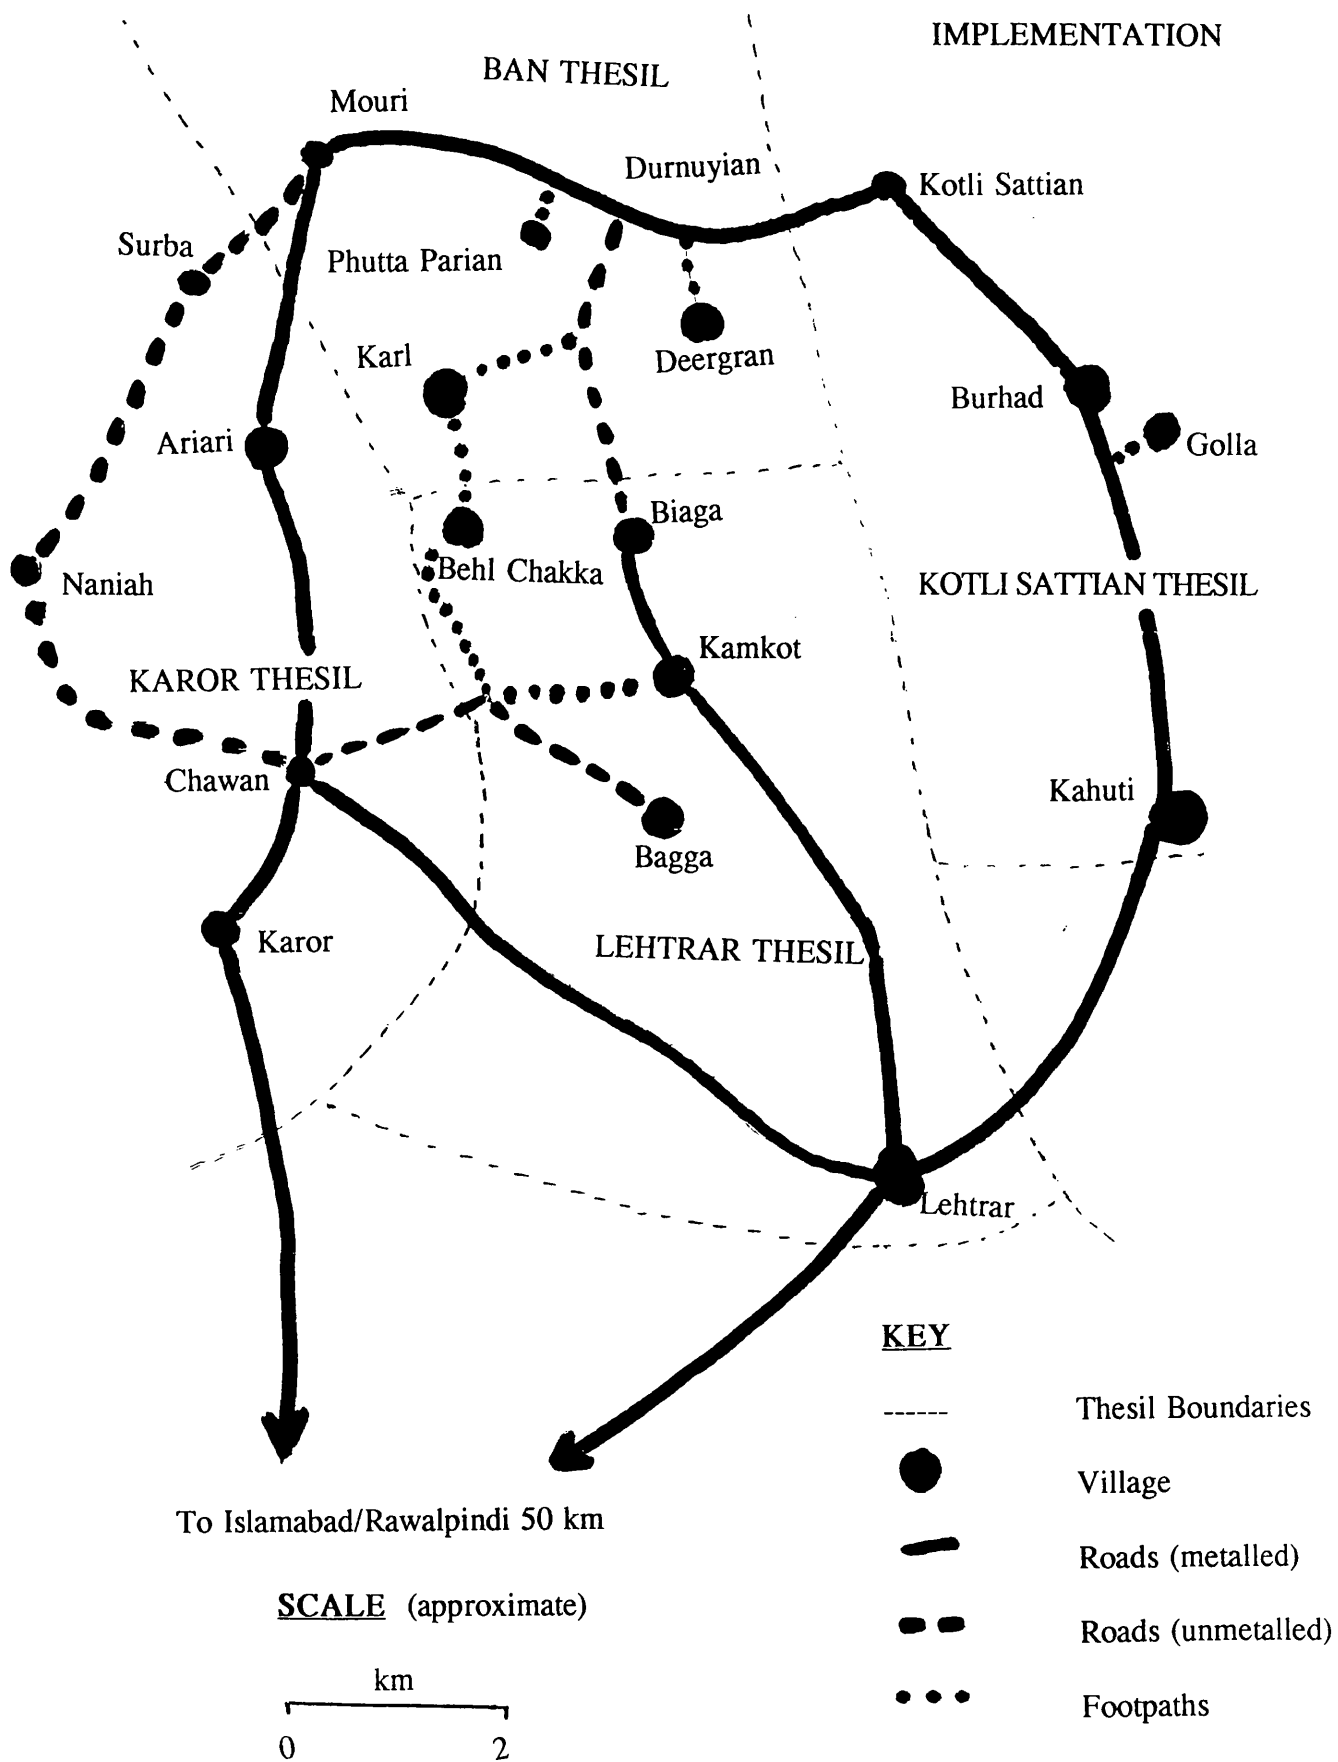 IMPLEMENTATION
BAN THESIL
Mouri
Durnuyian
Kotli Sattian
Surba
Phutta Parian
Karl
Deergran
Burhad
Ariari
Golla
Biaga
Behl Chakka
Naniah
KOTLI SATTIAN THESIL
Kamkot
KAROR THESIL
Chawan
Kahuti
Bagga
Karor
LEHTRAR THESIL
Lehtrar
KEY
Thesil Boundaries
Village
Roads (metalled)
Roads (unmetalled)
Footpaths
To Islamabad/Rawalpindi 50 km
SCALE (approximate)
km
0 2